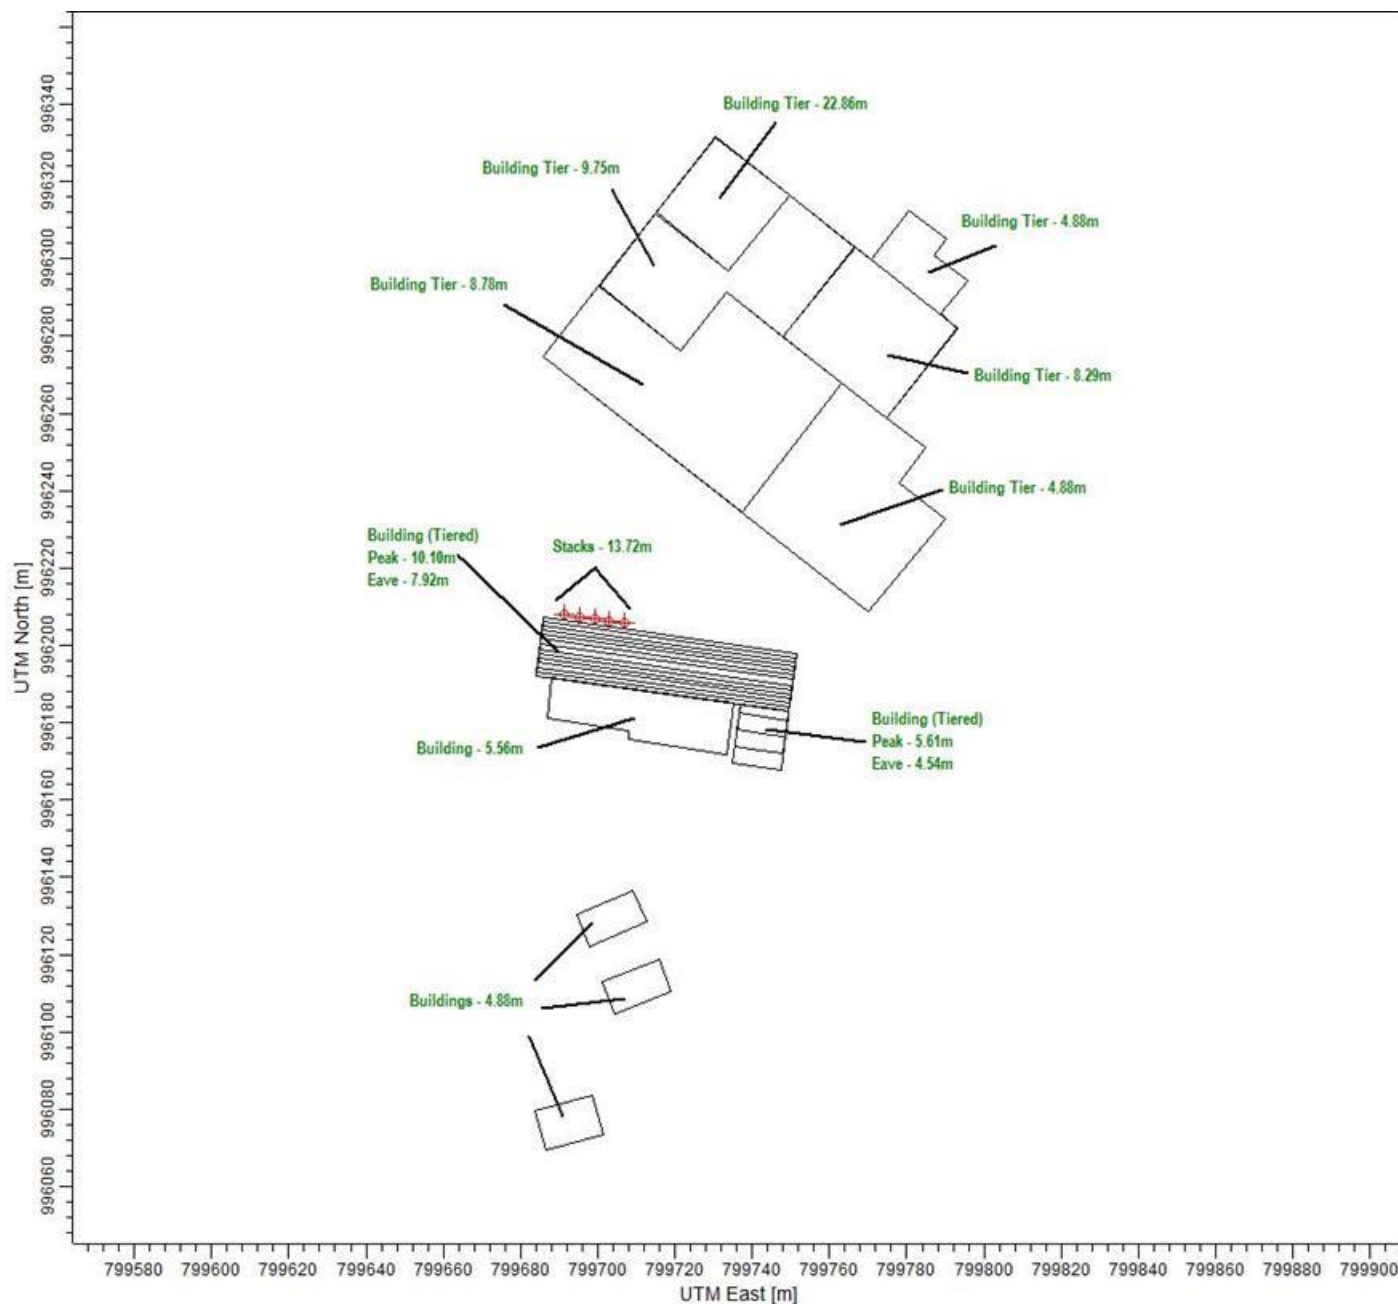 Building Tier - 22.86m
Building Tier - 9.75m
Building Tier - 4.88m
Building Tier - 8.78m
Building Tier - 8.29m
Building Tier - 4.88m
Building (Tiered)
Peak - 10.10m
Eave - 7.92m
Stacks - 13.72m
Building (Tiered)
Peak - 5.61m
Eave - 4.54m
Building - 5.56m
Buildings - 4.88m
UTM North [m]
996340
996320
996300
996280
996260
996240
996220
996200
996180
996160
996140
996120
996100
996080
996060
799580 799600 799620 799640 799660 799680 799700 799720 799740 799760 799780 799800 799820 799840 799860 799880 799900
UTM East [m]